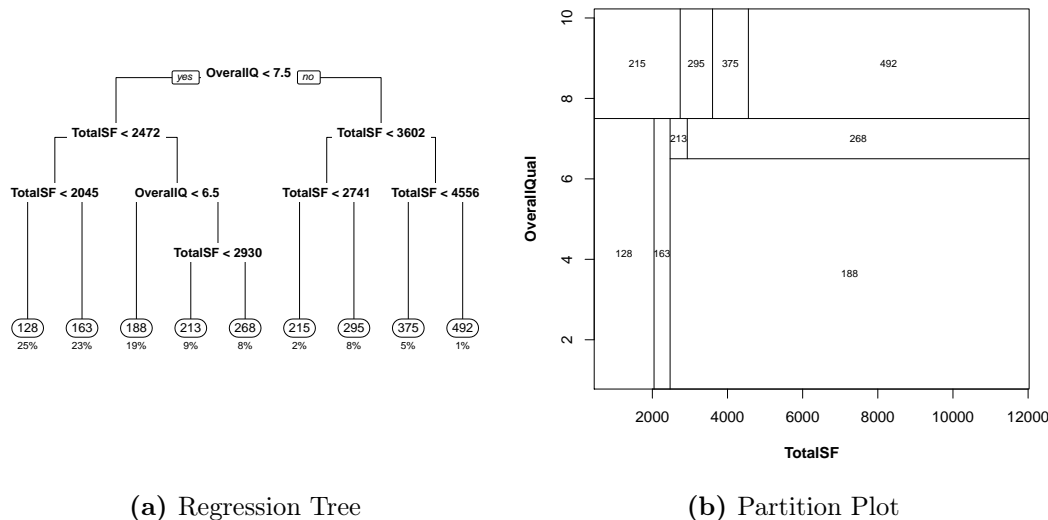 yes OverallQ < 7.5 no
TotalSF < 2472 TotalSF < 3602
TotalSF < 2045 OverallQ < 6.5 TotalSF < 2741 TotalSF < 4556
TotalSF < 2930
128 163 188 213 268 215 295 375 492
25% 23% 19% 9% 8% 2% 8% 5% 1%
(a) Regression Tree
10
8
6
4
2
OverallQual
215 295 375 492
213 268
128 163
188
2000 4000 6000 8000 10000 12000
TotalSF
(b) Partition Plot